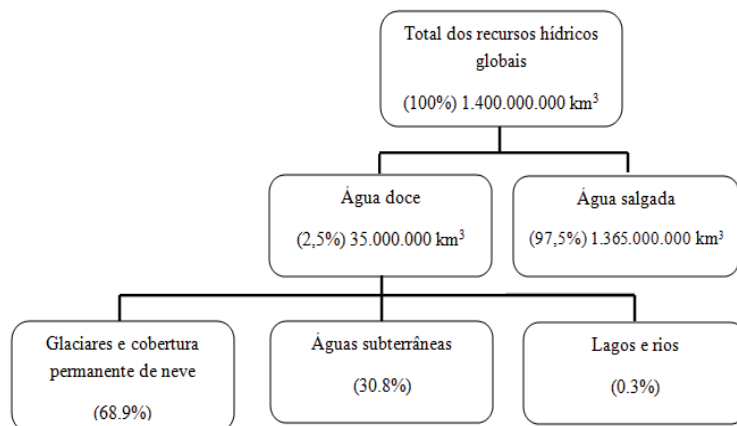 Total dos recursos hídricos
globais
(100%) 1.400.000.000 km³
Água doce
(2,5%) 35.000.000 km³
Água salgada
(97,5%) 1.365.000.000 km³
Glaciares e cobertura
permanente de neve
(68.9%)
Águas subterrâneas
(30.8%)
Lagos e rios
(0.3%)